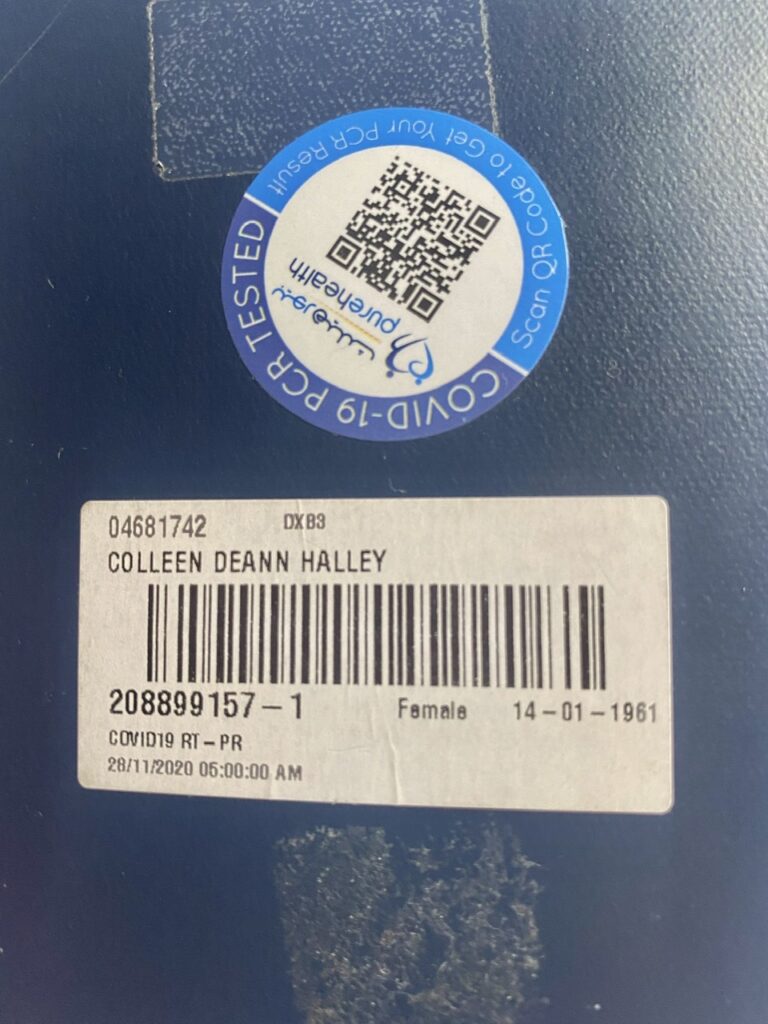 Scan QR Code to Get Your PCR Result
بيورهيلث
purehealth
COVID-19 PCR TESTED
04681742 DXB3
COLLEEN DEANN HALLEY
208899157-1 Female 14-01-1961
COVID19 RT-PR
28/11/2020 05:00:00 AM